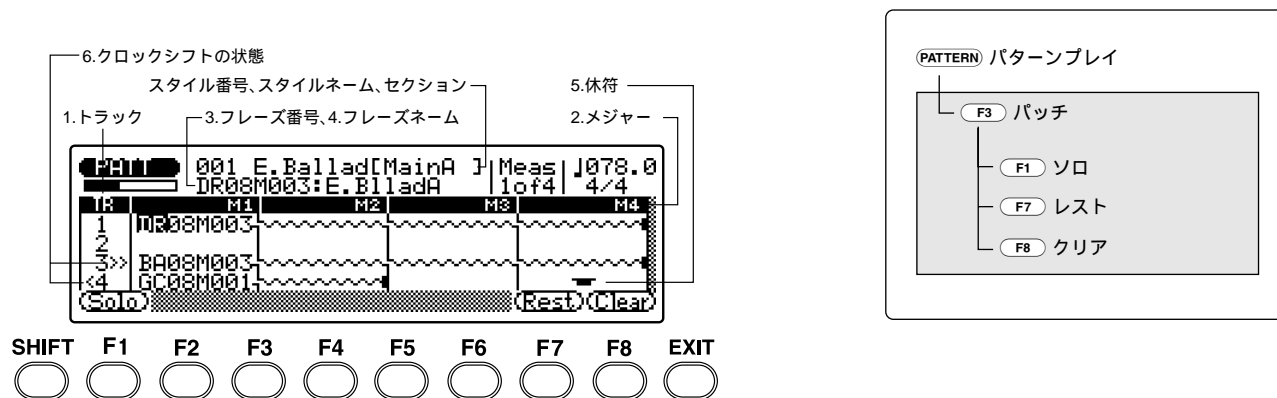 6.クロックシフトの状態
スタイル番号、スタイルネーム、セクション
5.休符
1.トラック
3.フレーズ番号、4.フレーズネーム
2.メジャー
PATT 001 E.Ballad[MainA ] Meas ♩078.0
DR08M003:E.BlladA 1of4 4/4
TR M1 M2 M3 M4
1 DR08M003
2
3>> BA08M003
<4 GC08M001
(Solo) (Rest) (Clear)
SHIFT F1 F2 F3 F4 F5 F6 F7 F8 EXIT
PATTERN パターンプレイ
F3 パッチ
F1 ソロ
F7 レスト
F8 クリア